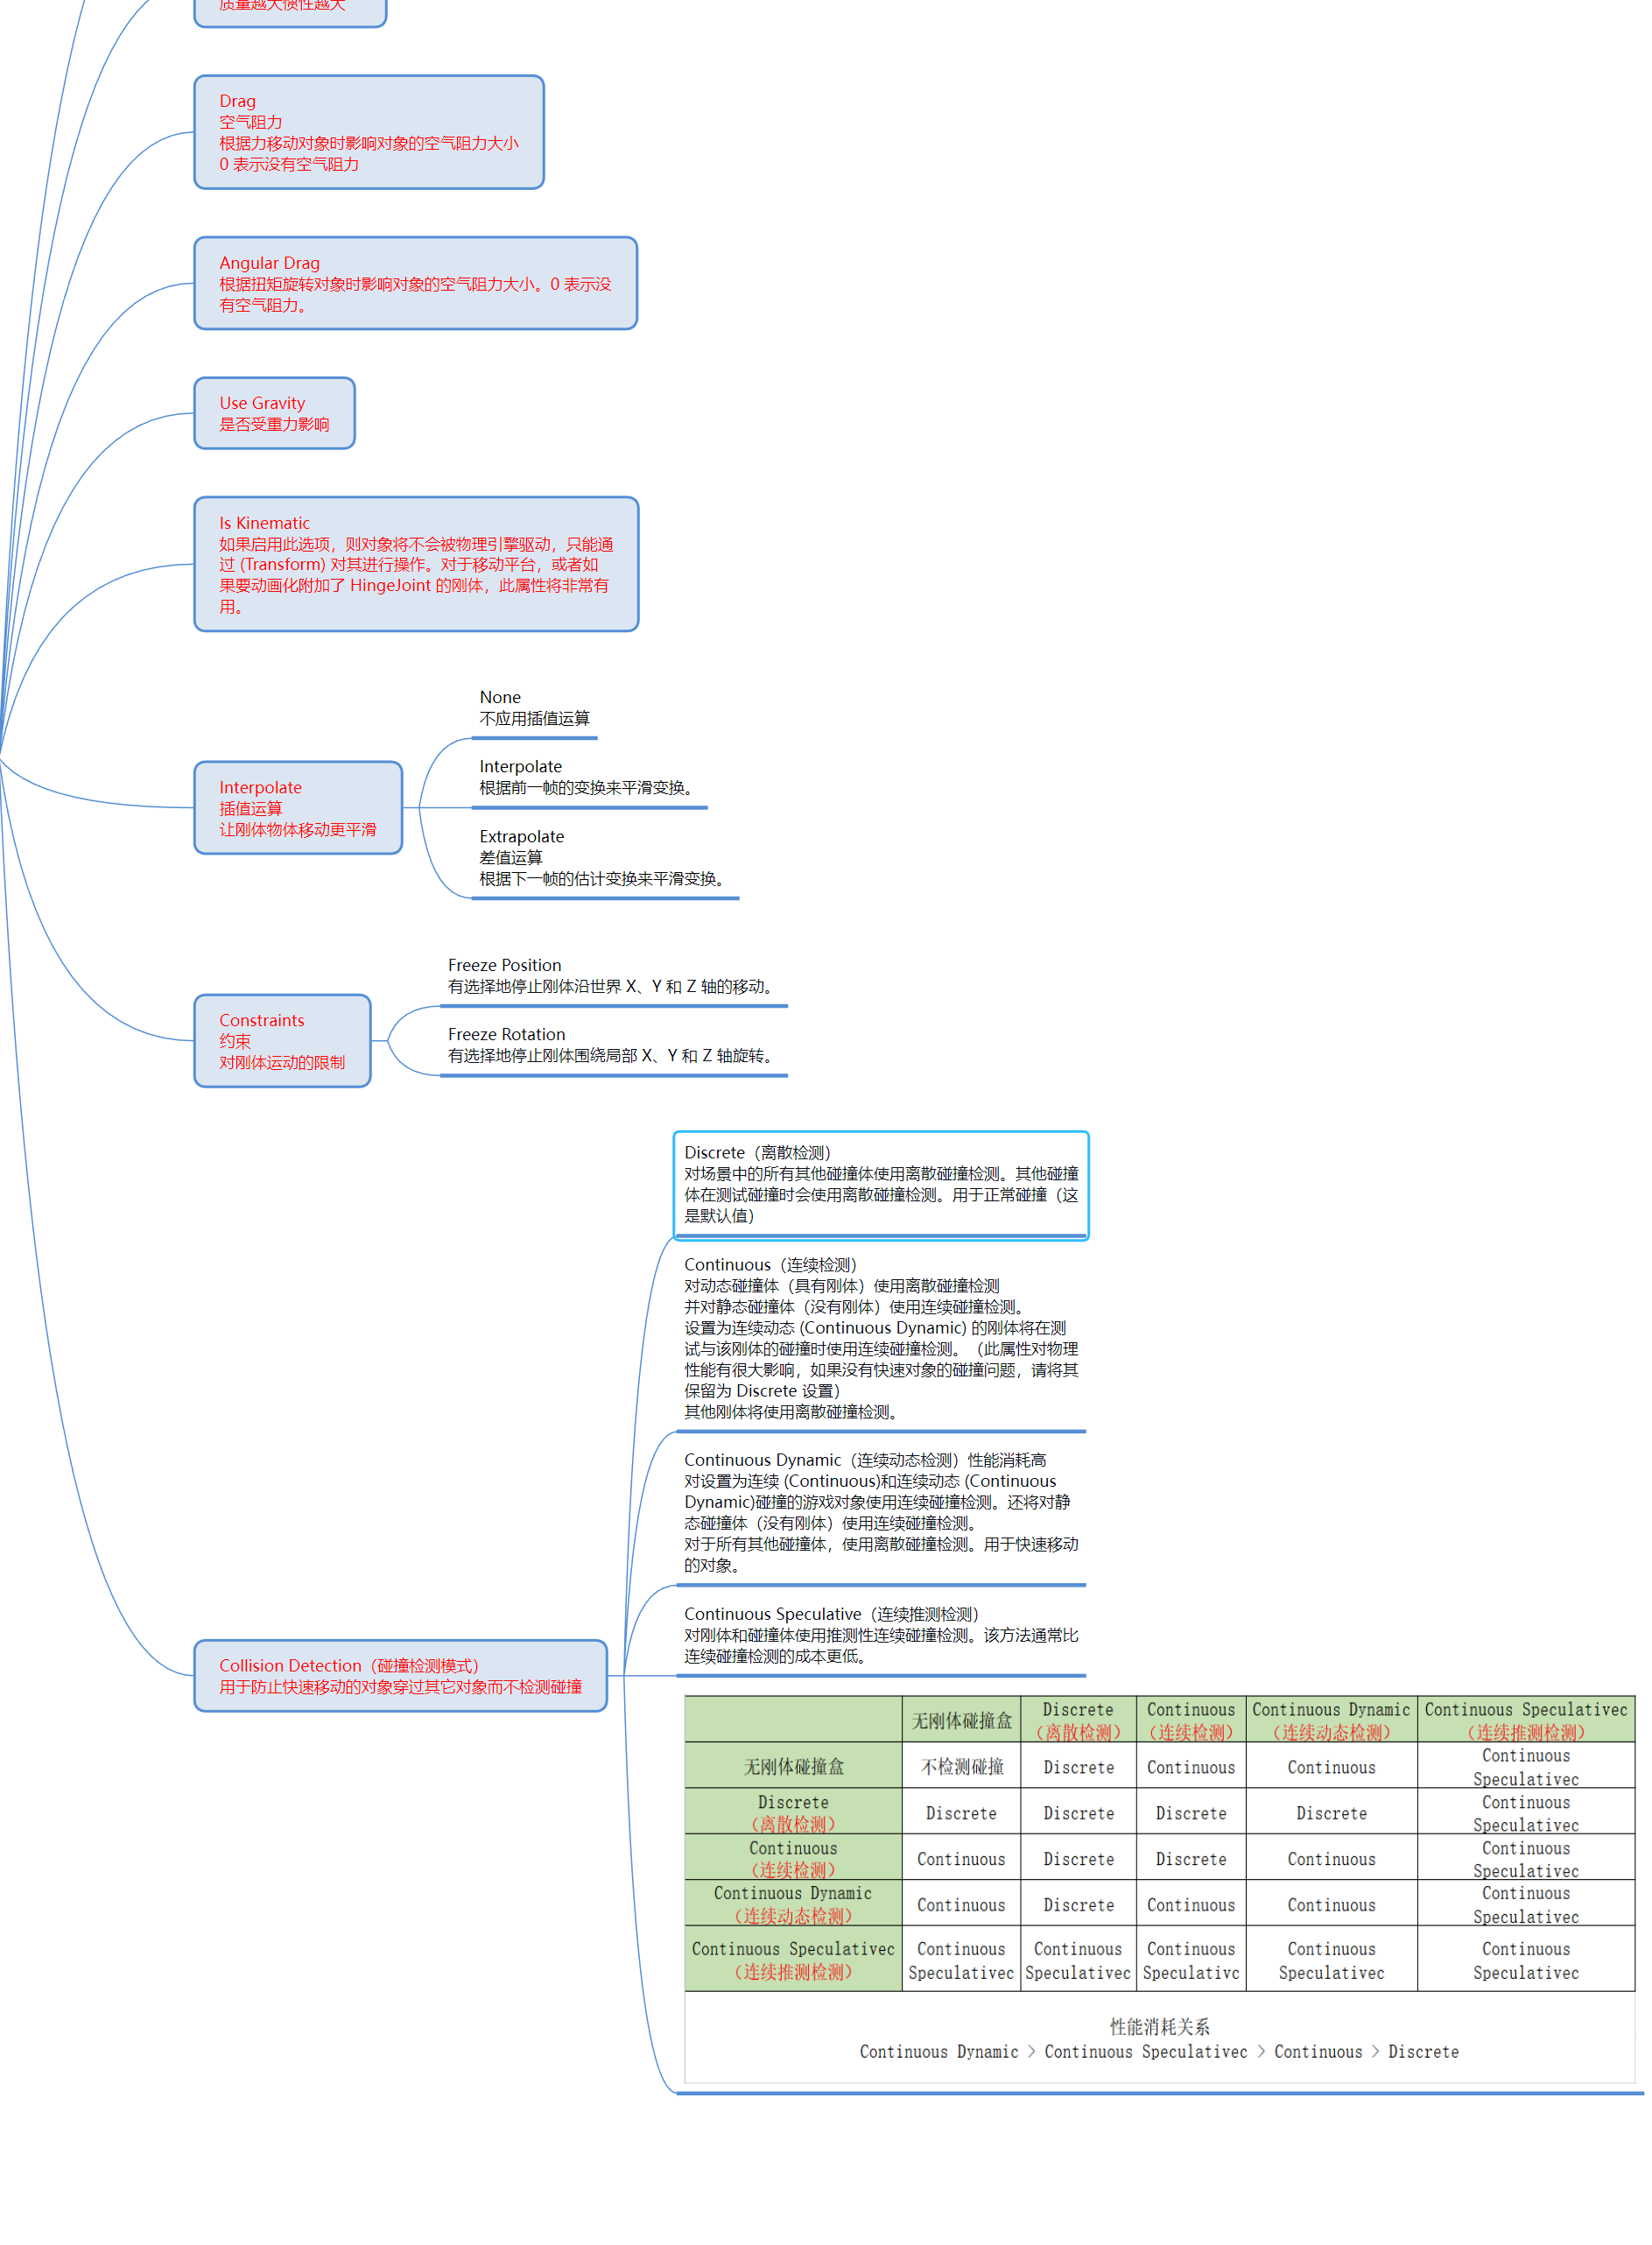 质量越大惯性越大
Drag
空气阻力
根据力移动对象时影响对象的空气阻力大小
0 表示没有空气阻力
Angular Drag
根据扭矩旋转对象时影响对象的空气阻力大小。0 表示没
有空气阻力。
Use Gravity
是否受重力影响
Is Kinematic
如果启用此选项，则对象将不会被物理引擎驱动，只能通
过 (Transform) 对其进行操作。对于移动平台，或者如
果要动画化附加了 HingeJoint 的刚体，此属性将非常有
用。
Interpolate
插值运算
让刚体物体移动更平滑
None
不应用插值运算
Interpolate
根据前一帧的变换来平滑变换。
Extrapolate
差值运算
根据下一帧的估计变换来平滑变换。
Constraints
约束
对刚体运动的限制
Freeze Position
有选择地停止刚体沿世界 X、Y 和 Z 轴的移动。
Freeze Rotation
有选择地停止刚体围绕局部 X、Y 和 Z 轴旋转。
Collision Detection（碰撞检测模式）
用于防止快速移动的对象穿过其它对象而不检测碰撞
Discrete（离散检测）
对场景中的所有其他碰撞体使用离散碰撞检测。其他碰撞
体在测试碰撞时会使用离散碰撞检测。用于正常碰撞（这
是默认值）
Continuous（连续检测）
对动态碰撞体（具有刚体）使用离散碰撞检测
并对静态碰撞体（没有刚体）使用连续碰撞检测。
设置为连续动态 (Continuous Dynamic) 的刚体将在测
试与该刚体的碰撞时使用连续碰撞检测。（此属性对物理
性能有很大影响，如果没有快速对象的碰撞问题，请将其
保留为 Discrete 设置）
其他刚体将使用离散碰撞检测。
Continuous Dynamic（连续动态检测）性能消耗高
对设置为连续 (Continuous)和连续动态 (Continuous
Dynamic)碰撞的游戏对象使用连续碰撞检测。还将对静
态碰撞体（没有刚体）使用连续碰撞检测。
对于所有其他碰撞体，使用离散碰撞检测。用于快速移动
的对象。
Continuous Speculative（连续推测检测）
对刚体和碰撞体使用推测性连续碰撞检测。该方法通常比
连续碰撞检测的成本更低。
无刚体碰撞盒 Discrete（离散检测） Continuous（连续检测） Continuous Dynamic（连续动态检测） Continuous Speculativec（连续推测检测）
无刚体碰撞盒 不检测碰撞 Discrete Continuous Continuous Continuous Speculativec
Discrete（离散检测） Discrete Discrete Discrete Discrete Continuous Speculativec
Continuous（连续检测） Continuous Discrete Discrete Continuous Continuous Speculativec
Continuous Dynamic（连续动态检测） Continuous Discrete Continuous Continuous Continuous Speculativec
Continuous Speculativec（连续推测检测） Continuous Speculativec Continuous Speculativec Continuous Speculativc Continuous Speculativec Continuous Speculativec
性能消耗关系
Continuous Dynamic > Continuous Speculativec > Continuous > Discrete